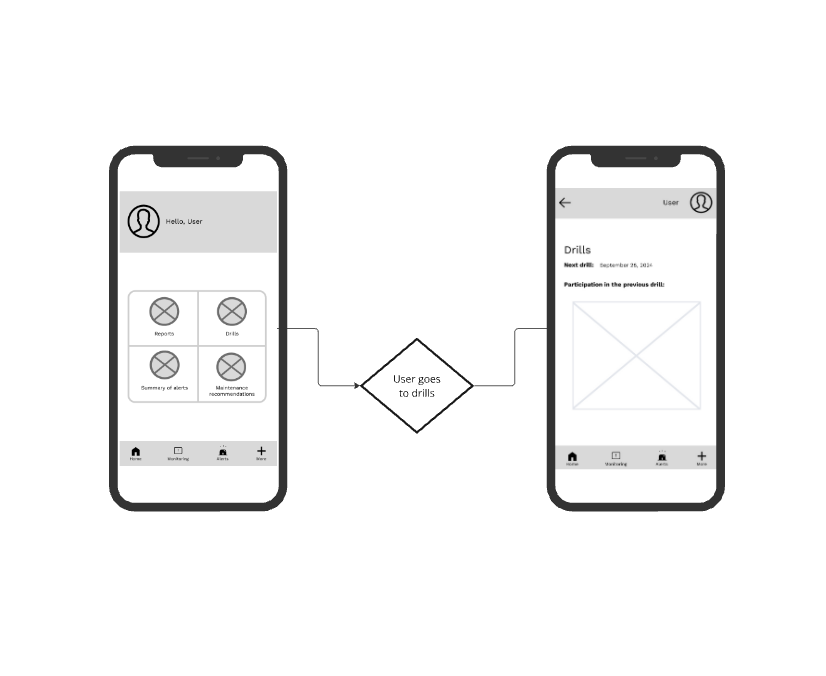 Hello, User
Reports
Drills
Summary of alerts
Maintenance
recommendations
Home
Monitoring
Alerts
More
User goes
to drills
User
Drills
Next drill: September 26, 2024
Participation in the previous drill:
Home
Monitoring
Alerts
More